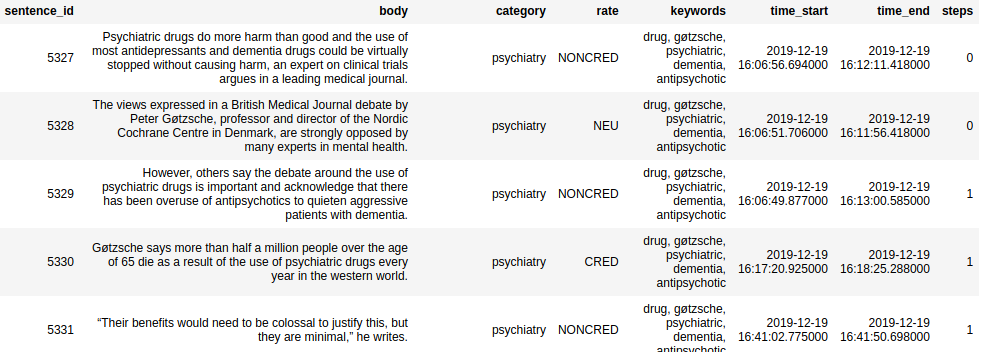 sentence_id body category rate keywords time_start time_end steps
5327 Psychiatric drugs do more harm than good and the use of most antidepressants and dementia drugs could be virtually stopped without causing harm, an expert on clinical trials argues in a leading medical journal. psychiatry NONCRED drug, gøtzsche, psychiatric, dementia, antipsychotic 2019-12-19 16:06:56.694000 2019-12-19 16:12:11.418000 0
5328 The views expressed in a British Medical Journal debate by Peter Gøtzsche, professor and director of the Nordic Cochrane Centre in Denmark, are strongly opposed by many experts in mental health. psychiatry NEU drug, gøtzsche, psychiatric, dementia, antipsychotic 2019-12-19 16:06:51.706000 2019-12-19 16:11:56.418000 0
5329 However, others say the debate around the use of psychiatric drugs is important and acknowledge that there has been overuse of antipsychotics to quieten aggressive patients with dementia. psychiatry NONCRED drug, gøtzsche, psychiatric, dementia, antipsychotic 2019-12-19 16:06:49.877000 2019-12-19 16:13:00.585000 1
5330 Gøtzsche says more than half a million people over the age of 65 die as a result of the use of psychiatric drugs every year in the western world. psychiatry CRED drug, gøtzsche, psychiatric, dementia, antipsychotic 2019-12-19 16:17:20.925000 2019-12-19 16:18:25.288000 1
5331 “Their benefits would need to be colossal to justify this, but they are minimal,” he writes. psychiatry NONCRED drug, gøtzsche, psychiatric, dementia, antipsychotic 2019-12-19 16:41:02.775000 2019-12-19 16:41:50.698000 1